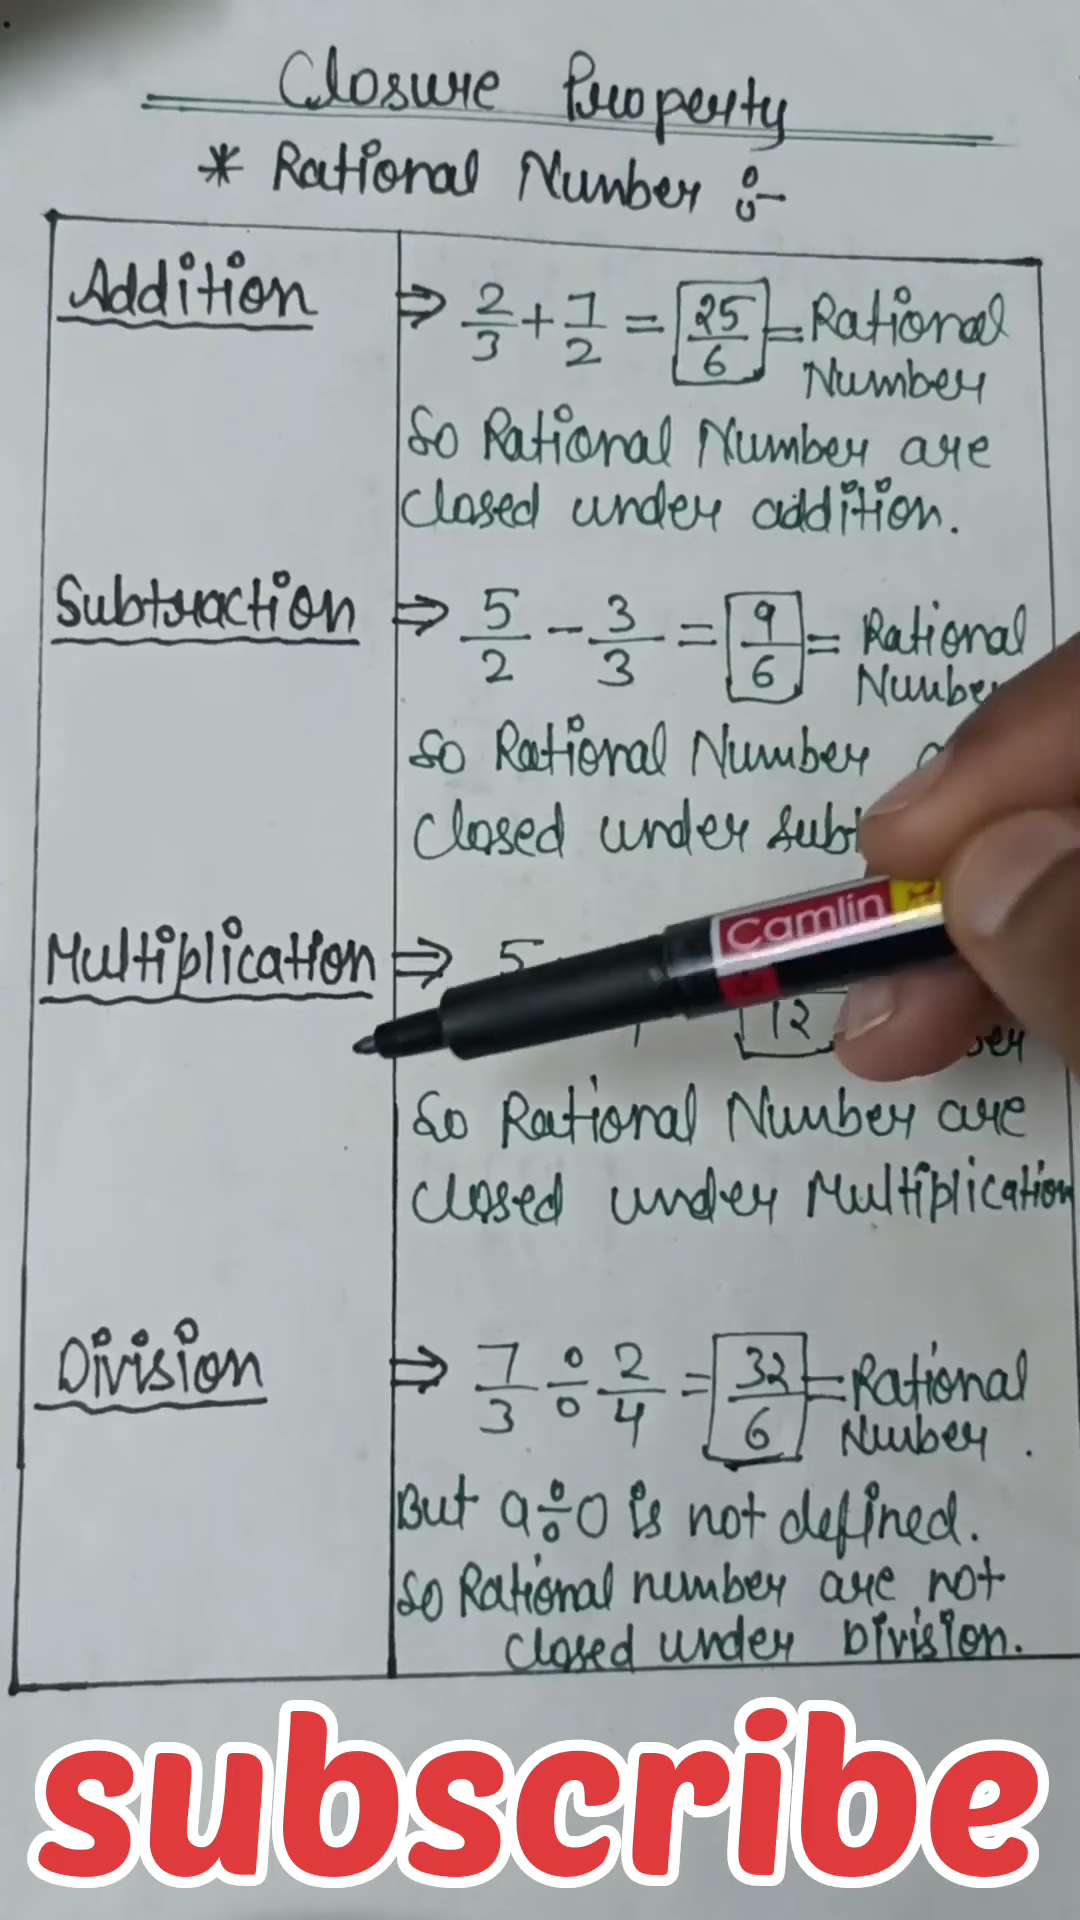 Closure Property
* Rational Number :-
Addition ⇒ 2/3 + 7/2 = 25/6 = Rational
Number
So Rational Number are
closed under addition.
Subtraction ⇒ 5/2 - 3/3 = 9/6 = Rational
Number
So Rational Number
closed under
Multiplication ⇒ 5
12
So Rational Number are
closed under Multiplication
Division ⇒ 7/3 ÷ 2/4 = 32/6 = Rational
Number.
But a÷0 is not defined.
So Rational number are not
closed under Division.
Camlin
subscribe